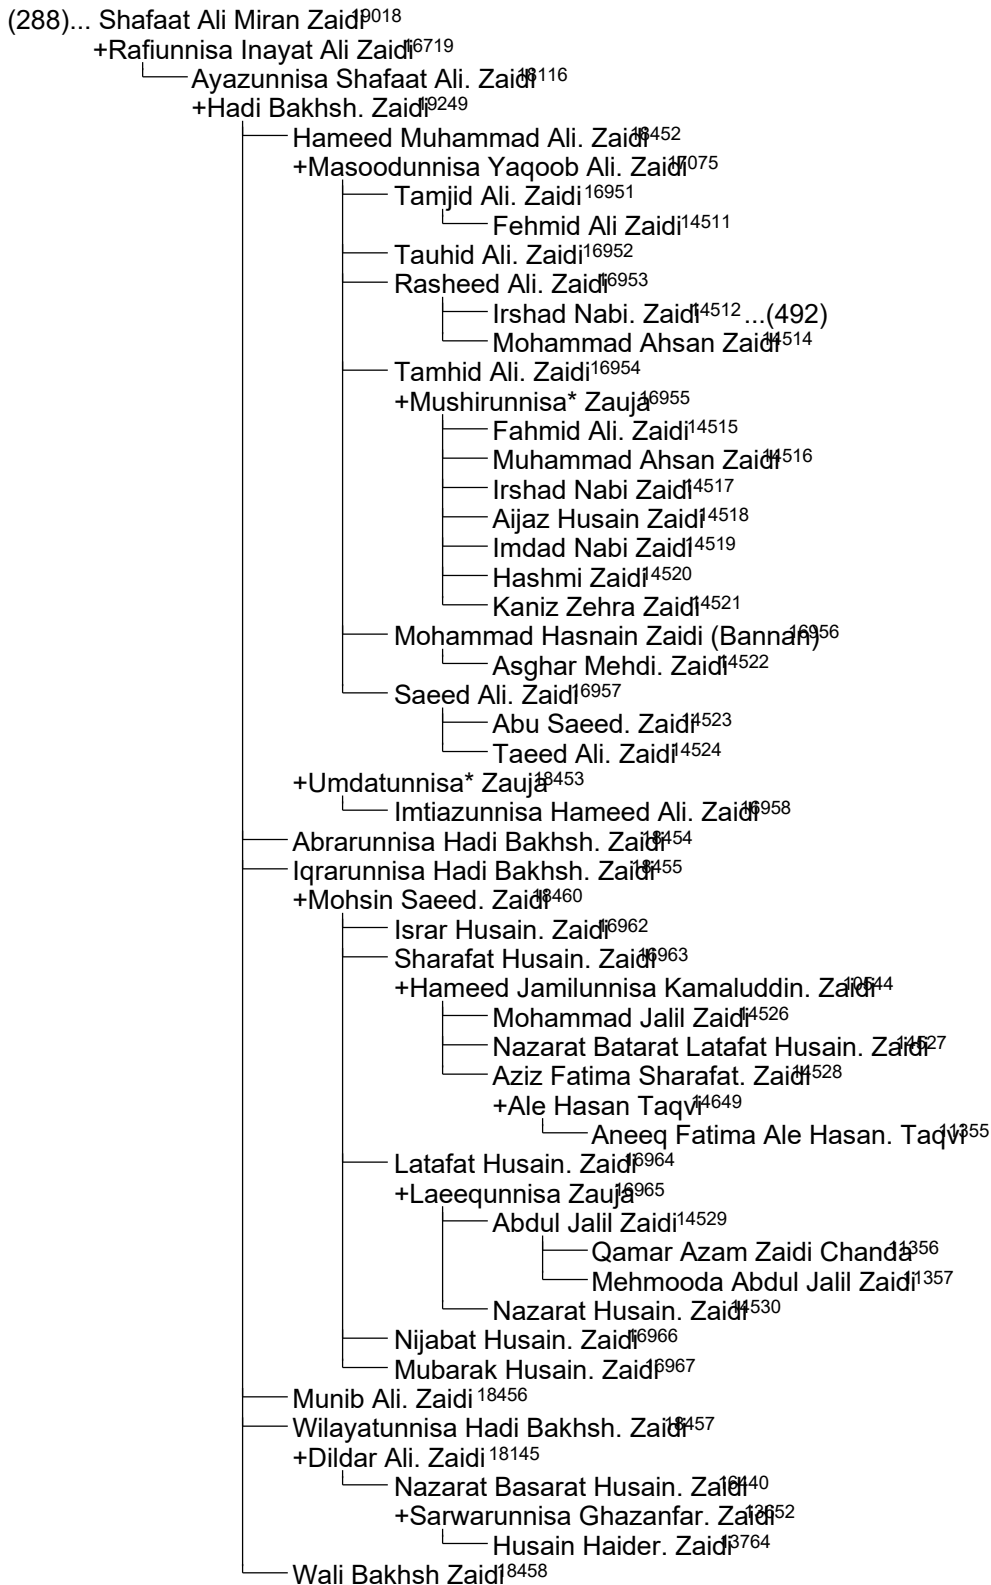 (288)... Shafaat Ali Miran Zaidi19018
+Rafiunnisa Inayat Ali Zaidi16719
Ayazunnisa Shafaat Ali. Zaidi18116
+Hadi Bakhsh. Zaidi19249
Hameed Muhammad Ali. Zaidi18452
+Masoodunnisa Yaqoob Ali. Zaidi17075
Tamjid Ali. Zaidi16951
Fehmid Ali Zaidi14511
Tauhid Ali. Zaidi16952
Rasheed Ali. Zaidi16953
Irshad Nabi. Zaidi14512 ...(492)
Mohammad Ahsan Zaidi14514
Tamhid Ali. Zaidi16954
+Mushirunnisa* Zauja16955
Fahmid Ali. Zaidi14515
Muhammad Ahsan Zaidi14516
Irshad Nabi Zaidi14517
Aijaz Husain Zaidi14518
Imdad Nabi Zaidi14519
Hashmi Zaidi14520
Kaniz Zehra Zaidi14521
Mohammad Hasnain Zaidi (Bannan)16956
Asghar Mehdi. Zaidi14522
Saeed Ali. Zaidi16957
Abu Saeed. Zaidi14523
Taeed Ali. Zaidi14524
+Umdatunnisa* Zauja18453
Imtiazunnisa Hameed Ali. Zaidi16958
Abrarunnisa Hadi Bakhsh. Zaidi18454
Iqrarunnisa Hadi Bakhsh. Zaidi18455
+Mohsin Saeed. Zaidi18460
Israr Husain. Zaidi16962
Sharafat Husain. Zaidi16963
+Hameed Jamilunnisa Kamaluddin. Zaidi10544
Mohammad Jalil Zaidi14526
Nazarat Batarat Latafat Husain. Zaidi14527
Aziz Fatima Sharafat. Zaidi14528
+Ale Hasan Taqvi14649
Aneeq Fatima Ale Hasan. Taqvi11355
Latafat Husain. Zaidi16964
+Laeequnnisa Zauja16965
Abdul Jalil Zaidi14529
Qamar Azam Zaidi Chanda11356
Mehmooda Abdul Jalil Zaidi11357
Nazarat Husain. Zaidi14530
Nijabat Husain. Zaidi16966
Mubarak Husain. Zaidi16967
Munib Ali. Zaidi18456
Wilayatunnisa Hadi Bakhsh. Zaidi18457
+Dildar Ali. Zaidi18145
Nazarat Basarat Husain. Zaidi16440
+Sarwarunnisa Ghazanfar. Zaidi13652
Husain Haider. Zaidi13764
Wali Bakhsh Zaidi18458